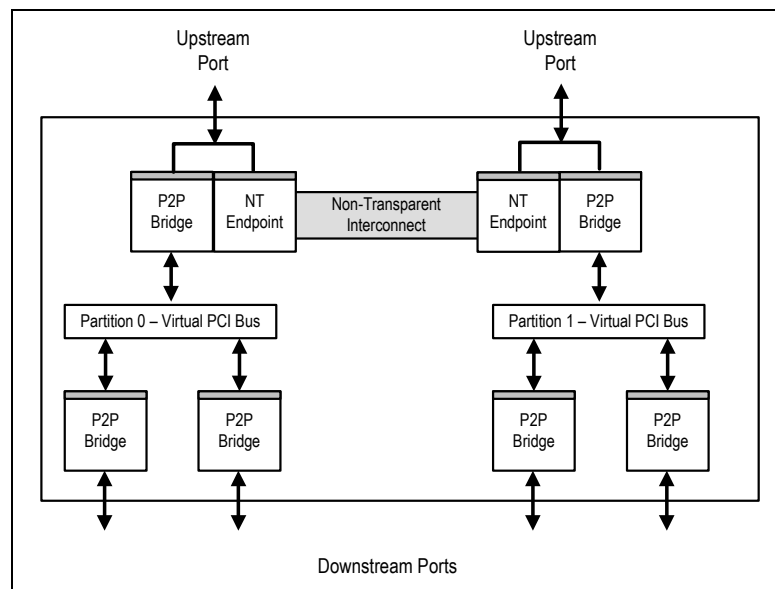 Upstream
Port
Upstream
Port
P2P
Bridge
NT
Endpoint
Non-Transparent
Interconnect
NT
Endpoint
P2P
Bridge
Partition 0 – Virtual PCI Bus
Partition 1 – Virtual PCI Bus
P2P
Bridge
P2P
Bridge
P2P
Bridge
P2P
Bridge
Downstream Ports